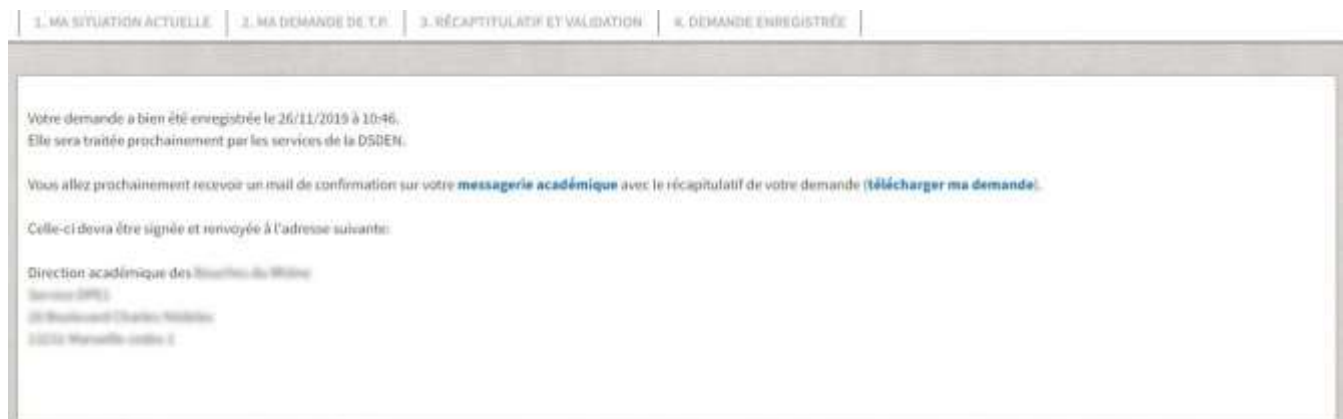 1. MA SITUATION ACTUELLE
2. MA DEMANDE DE T.P.
3. RÉCAPTITULATIF ET VALIDATION
4. DEMANDE ENREGISTRÉE
Votre demande a bien été enregistrée le 26/11/2019 à 10:46.
Elle sera traitée prochainement par les services de la DSDEN.
Vous allez prochainement recevoir un mail de confirmation sur votre messagerie académique avec le récapitulatif de votre demande (télécharger ma demande).
Celle-ci devra être signée et renvoyée à l'adresse suivante:
Direction académique des